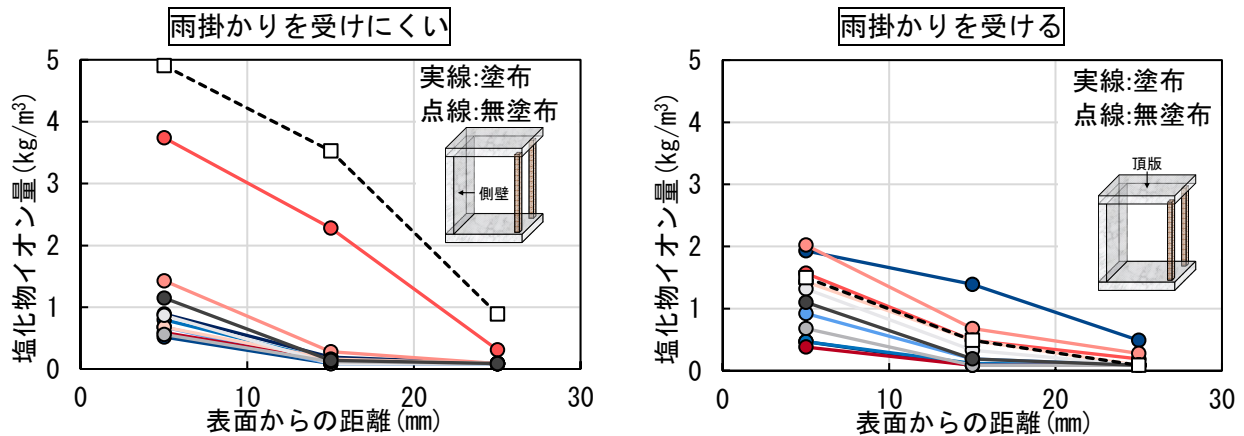 雨掛かりを受けにくい
塩化物イオン量(kg/m³)
5
4
3
2
1
0
実線:塗布
点線:無塗布
側壁
0
10
20
30
表面からの距離(mm)
雨掛かりを受ける
塩化物イオン量(kg/m³)
5
4
3
2
1
0
実線:塗布
点線:無塗布
頂版
0
10
20
30
表面からの距離(mm)